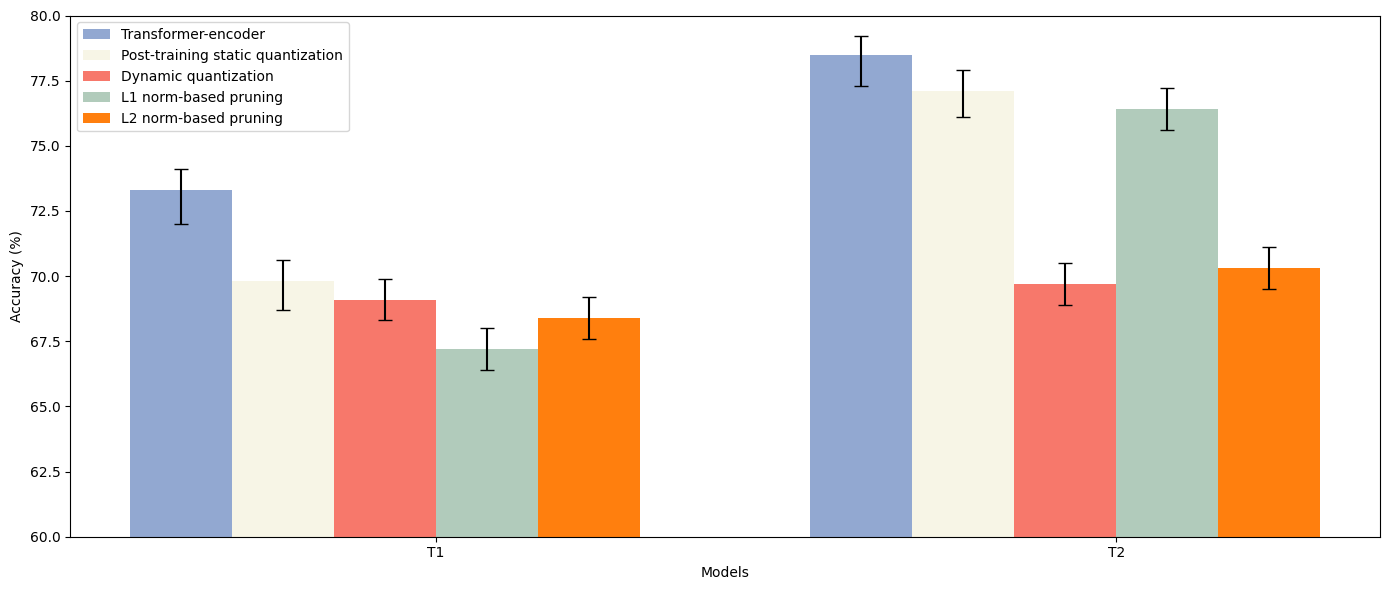 80.0
77.5
75.0
72.5
70.0
67.5
65.0
62.5
60.0
Accuracy (%)
Transformer-encoder
Post-training static quantization
Dynamic quantization
L1 norm-based pruning
L2 norm-based pruning
T1
T2
Models